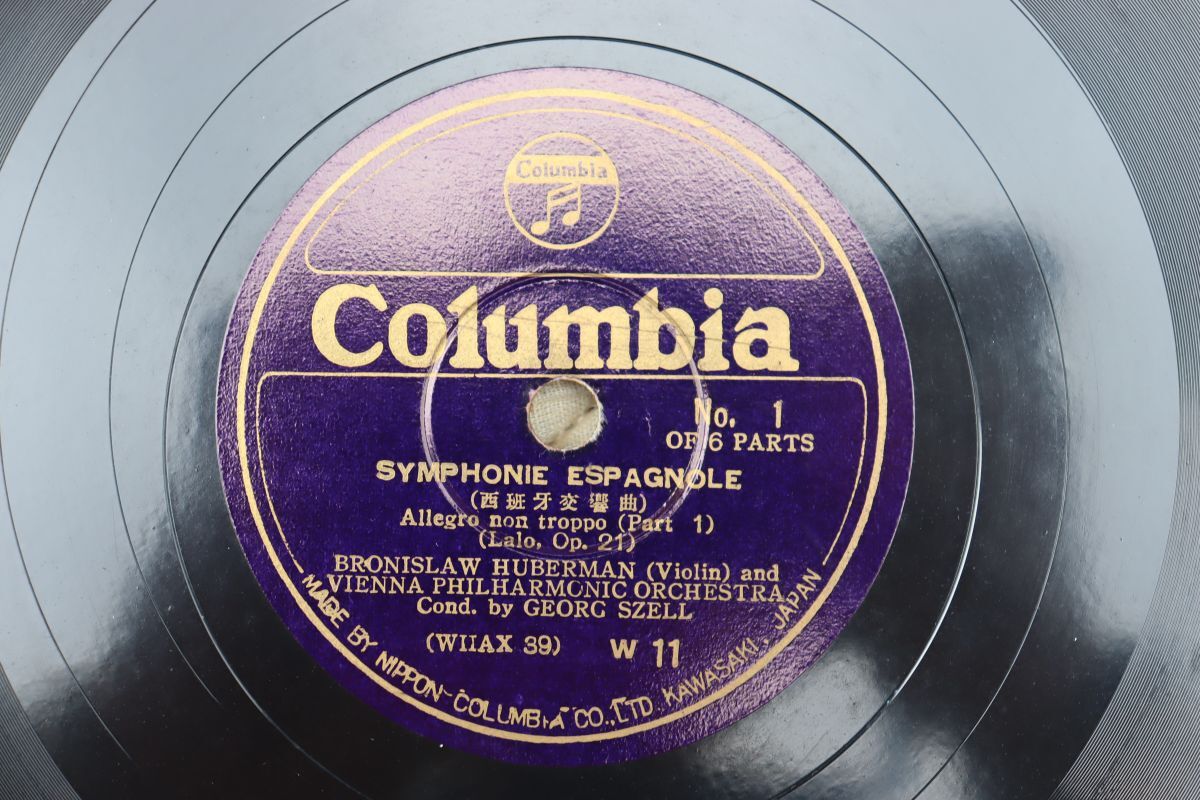 Columbia
Columbia
No. 1
OF 6 PARTS
SYMPHONIE ESPAGNOLE
(西班牙交響曲)
Allegro non troppo (Part 1)
(Lalo, Op. 21)
BRONISLAW HUBERMAN (Violin) and
VIENNA PHILHARMONIC ORCHESTRA
Cond. by GEORG SZELL
(WHAX 39) W 11
MADE BY NIPPON COLUMBIA CO., LTD KAWASAKI, JAPAN